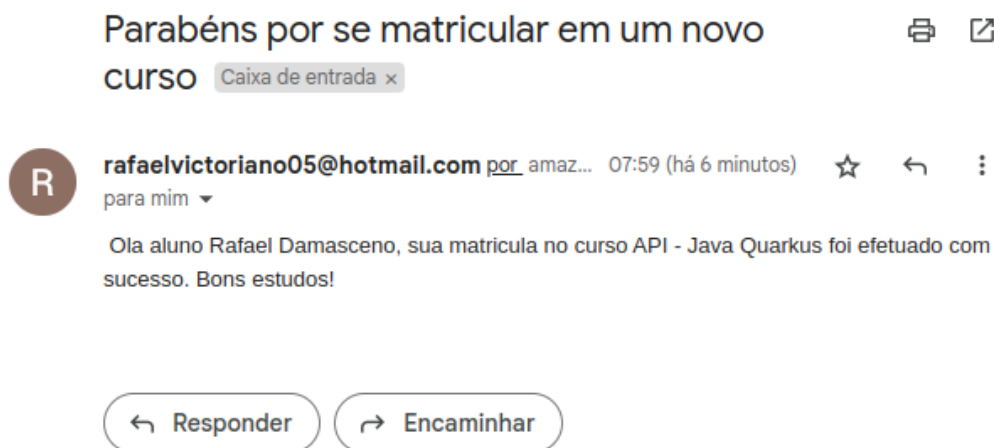 Parabéns por se matricular em um novo
curso Caixa de entrada ×
R
rafaelvictoriano05@hotmail.com por amaz... 07:59 (há 6 minutos)
para mim
Ola aluno Rafael Damasceno, sua matricula no curso API - Java Quarkus foi efetuado com
sucesso. Bons estudos!
Responder Encaminhar